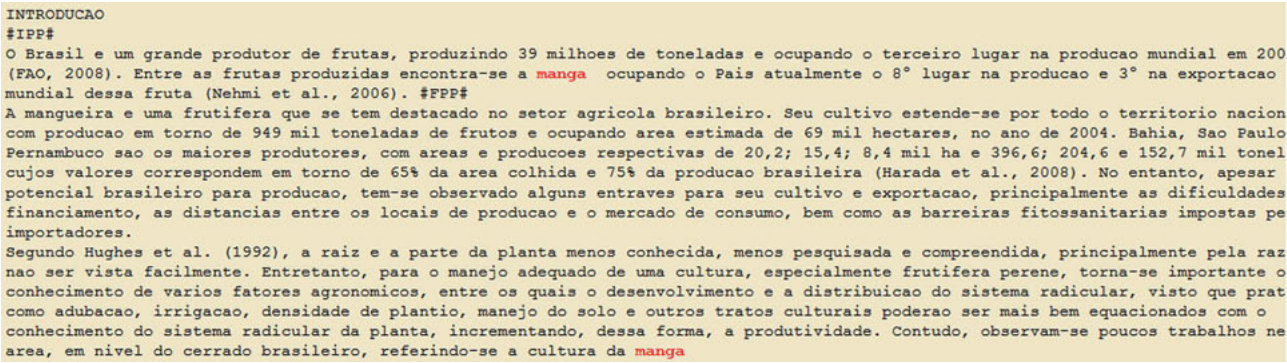 INTRODUCAO
#IPP#
O Brasil e um grande produtor de frutas, produzindo 39 milhoes de toneladas e ocupando o terceiro lugar na producao mundial em 200
(FAO, 2008). Entre as frutas produzidas encontra-se a manga ocupando o Pais atualmente o 8° lugar na producao e 3° na exportacao
mundial dessa fruta (Nehmi et al., 2006). #FPP#
A mangueira e uma frutifera que se tem destacado no setor agricola brasileiro. Seu cultivo estende-se por todo o territorio nacion
com producao em torno de 949 mil toneladas de frutos e ocupando area estimada de 69 mil hectares, no ano de 2004. Bahia, Sao Paulo
Pernambuco sao os maiores produtores, com areas e producoes respectivas de 20,2; 15,4; 8,4 mil ha e 396,6; 204,6 e 152,7 mil tonel
cujos valores correspondem em torno de 65% da area colhida e 75% da producao brasileira (Harada et al., 2008). No entanto, apesar
potencial brasileiro para producao, tem-se observado alguns entraves para seu cultivo e exportacao, principalmente as dificuldades
financiamento, as distancias entre os locais de producao e o mercado de consumo, bem como as barreiras fitossanitarias impostas pe
importadores.
Segundo Hughes et al. (1992), a raiz e a parte da planta menos conhecida, menos pesquisada e compreendida, principalmente pela raz
nao ser vista facilmente. Entretanto, para o manejo adequado de uma cultura, especialmente frutifera perene, torna-se importante o
conhecimento de varios fatores agronomicos, entre os quais o desenvolvimento e a distribuicao do sistema radicular, visto que prat
como adubacao, irrigacao, densidade de plantio, manejo do solo e outros tratos culturais poderao ser mais bem equacionados com o
conhecimento do sistema radicular da planta, incrementando, dessa forma, a produtividade. Contudo, observam-se poucos trabalhos ne
area, em nivel do cerrado brasileiro, referindo-se a cultura da manga